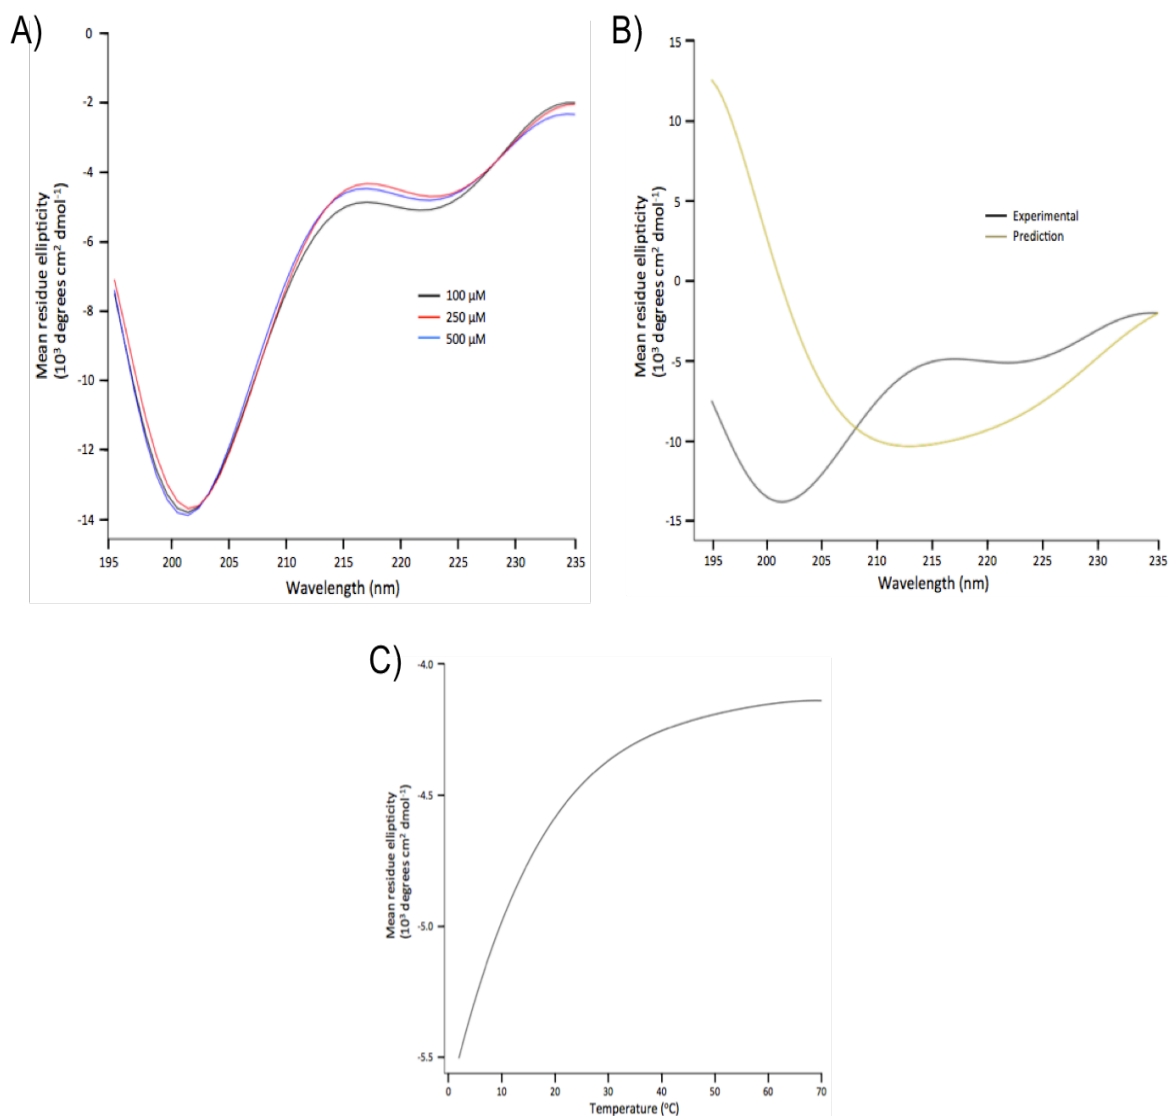 A)
0
-2
-4
-6
-8
-10
-12
-14
Mean residue ellipticity
(10³ degrees cm² dmol⁻¹)
100 μM
250 μM
500 μM
195 200 205 210 215 220 225 230 235
Wavelength (nm)
B)
15
10
5
0
-5
-10
-15
Mean residue ellipticity
(10³ degrees cm² dmol⁻¹)
Experimental
Prediction
195 200 205 210 215 220 225 230 235
Wavelength (nm)
C)
-4.0
-4.5
-5.0
-5.5
Mean residue ellipticity
(10³ degrees cm² dmol⁻¹)
0 10 20 30 40 50 60 70
Temperature (°C)